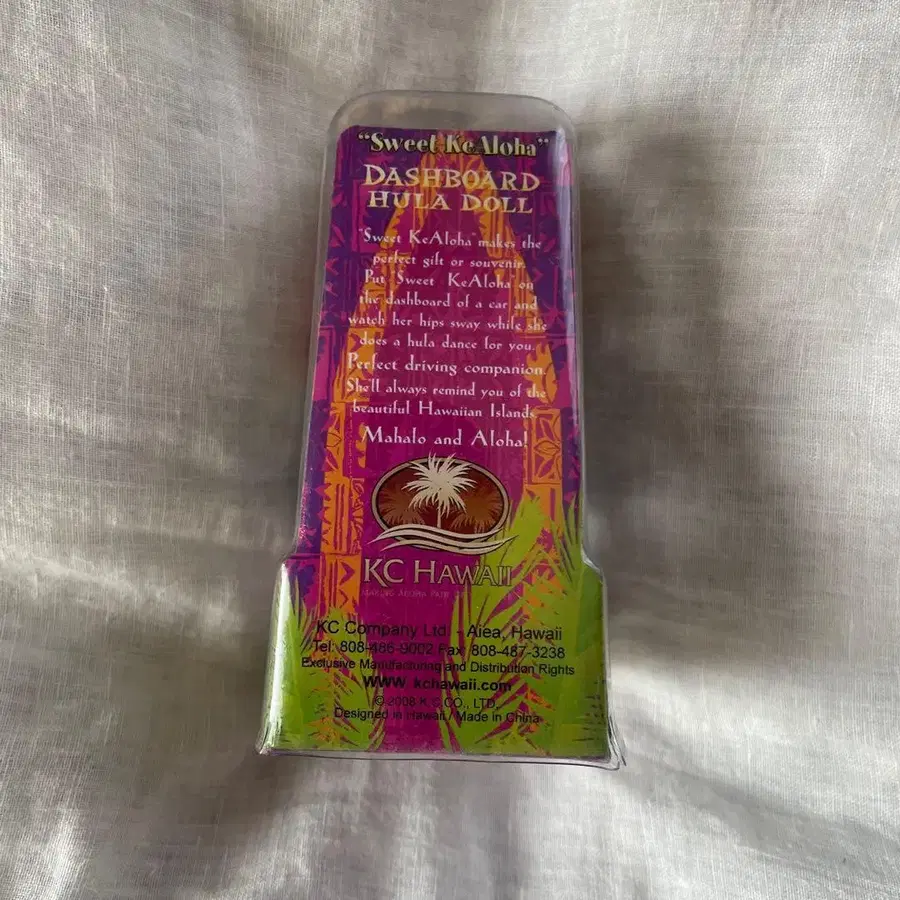 "Sweet KeAloha"
DASHBOARD
HULA DOLL
"Sweet KeAloha" makes the
perfect gift or souvenir.
Put "Sweet KeAloha" on
the dashboard of a car and
watch her hips sway while she
does a hula dance for you.
Perfect driving companion.
She'll always remind you of the
beautiful Hawaiian Islands.
Mahalo and Aloha!
KC HAWAII
KC Company Ltd. - Aiea, Hawaii
Tel: 808-486-9002 Fax: 808-487-3238
Exclusive Manufacturing and Distribution Rights
WWW. kchawaii.com
© 2008 K.C. CO., LTD.
Designed in Hawaii / Made in China